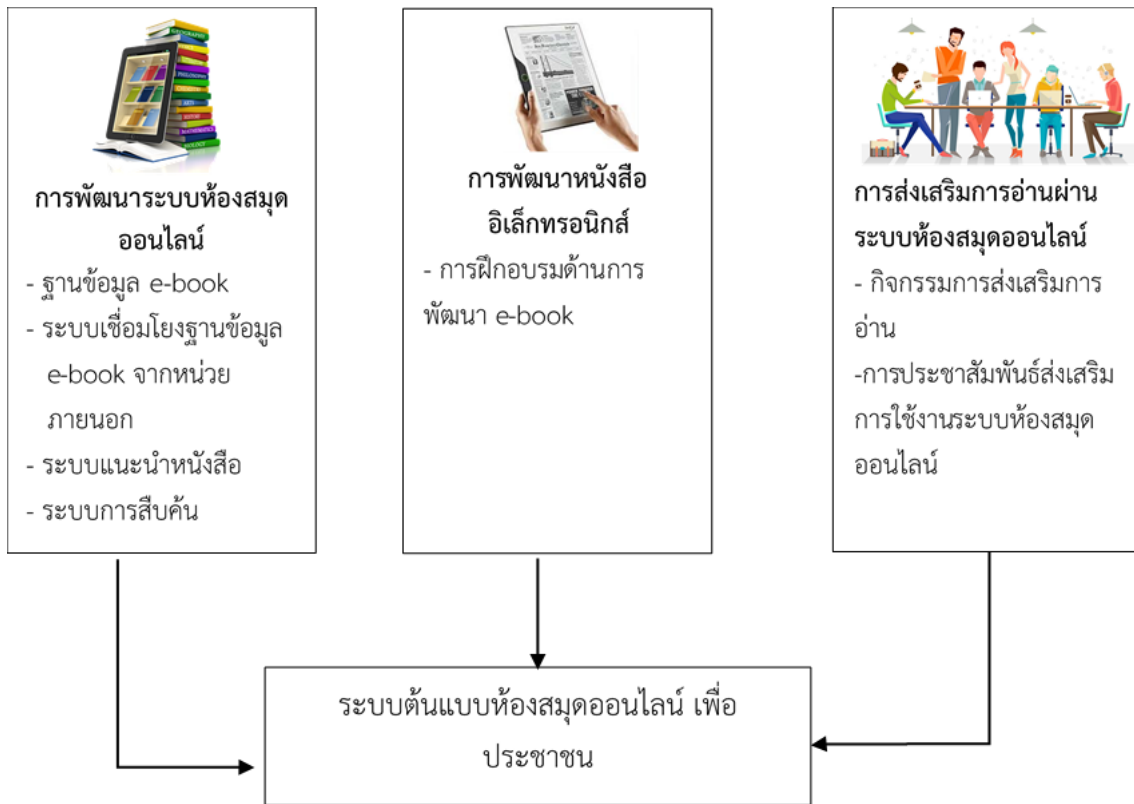 GEOGRAPHY
PHILOSOPHY
ARTS
HISTORY
MATHEMATICS
BIOLOGY
การพัฒนาระบบห้องสมุด
ออนไลน์
- ฐานข้อมูล e-book
- ระบบเชื่อมโยงฐานข้อมูล
e-book จากหน่วย
ภายนอก
- ระบบแนะนำหนังสือ
- ระบบการสืบค้น
การพัฒนาหนังสือ
อิเล็กทรอนิกส์
- การฝึกอบรมด้านการ
พัฒนา e-book
การส่งเสริมการอ่านผ่าน
ระบบห้องสมุดออนไลน์
- กิจกรรมการส่งเสริมการ
อ่าน
-การประชาสัมพันธ์ส่งเสริม
การใช้งานระบบห้องสมุด
ออนไลน์
ระบบต้นแบบห้องสมุดออนไลน์ เพื่อ
ประชาชน